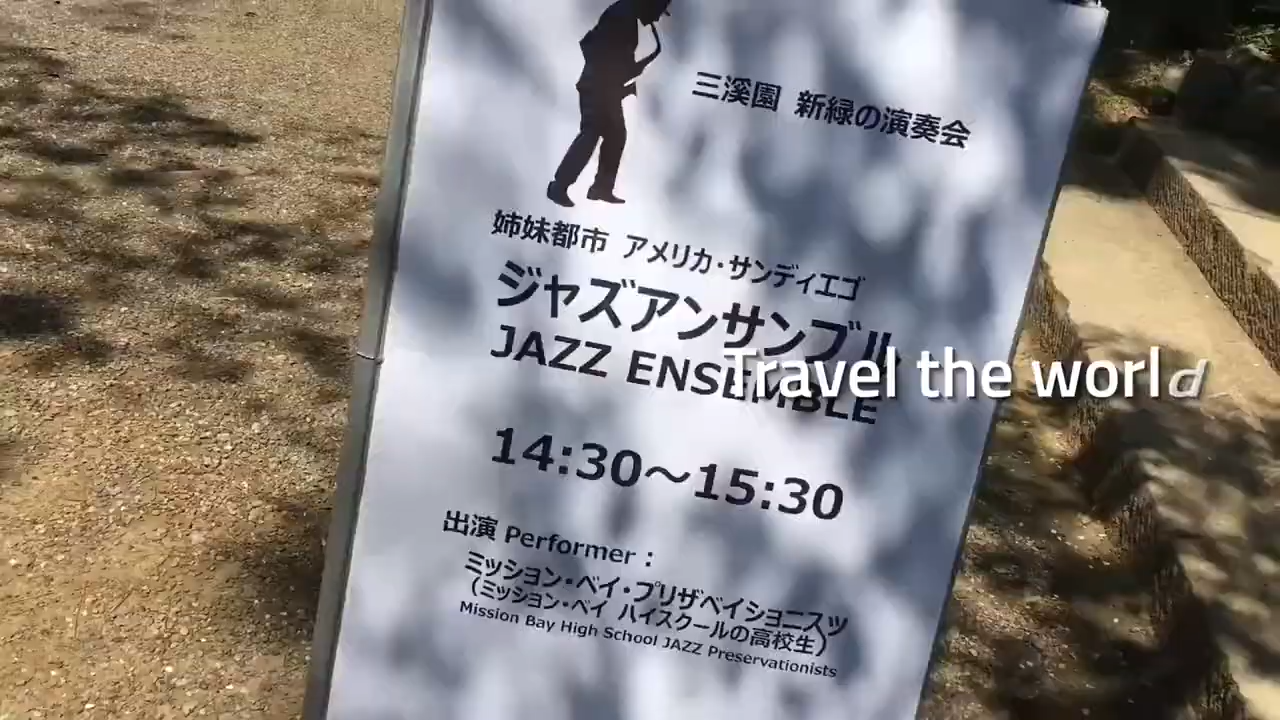 三溪園 新緑の演奏会
姉妹都市 アメリカ・サンディエゴ
ジャズアンサンブル
JAZZ ENSEMBLE
Travel the world
14:30～15:30
出演 Performer :
ミッション・ベイ・プリザベイショニスツ
(ミッション・ベイ ハイスクールの高校生)
Mission Bay High School JAZZ Preservationists